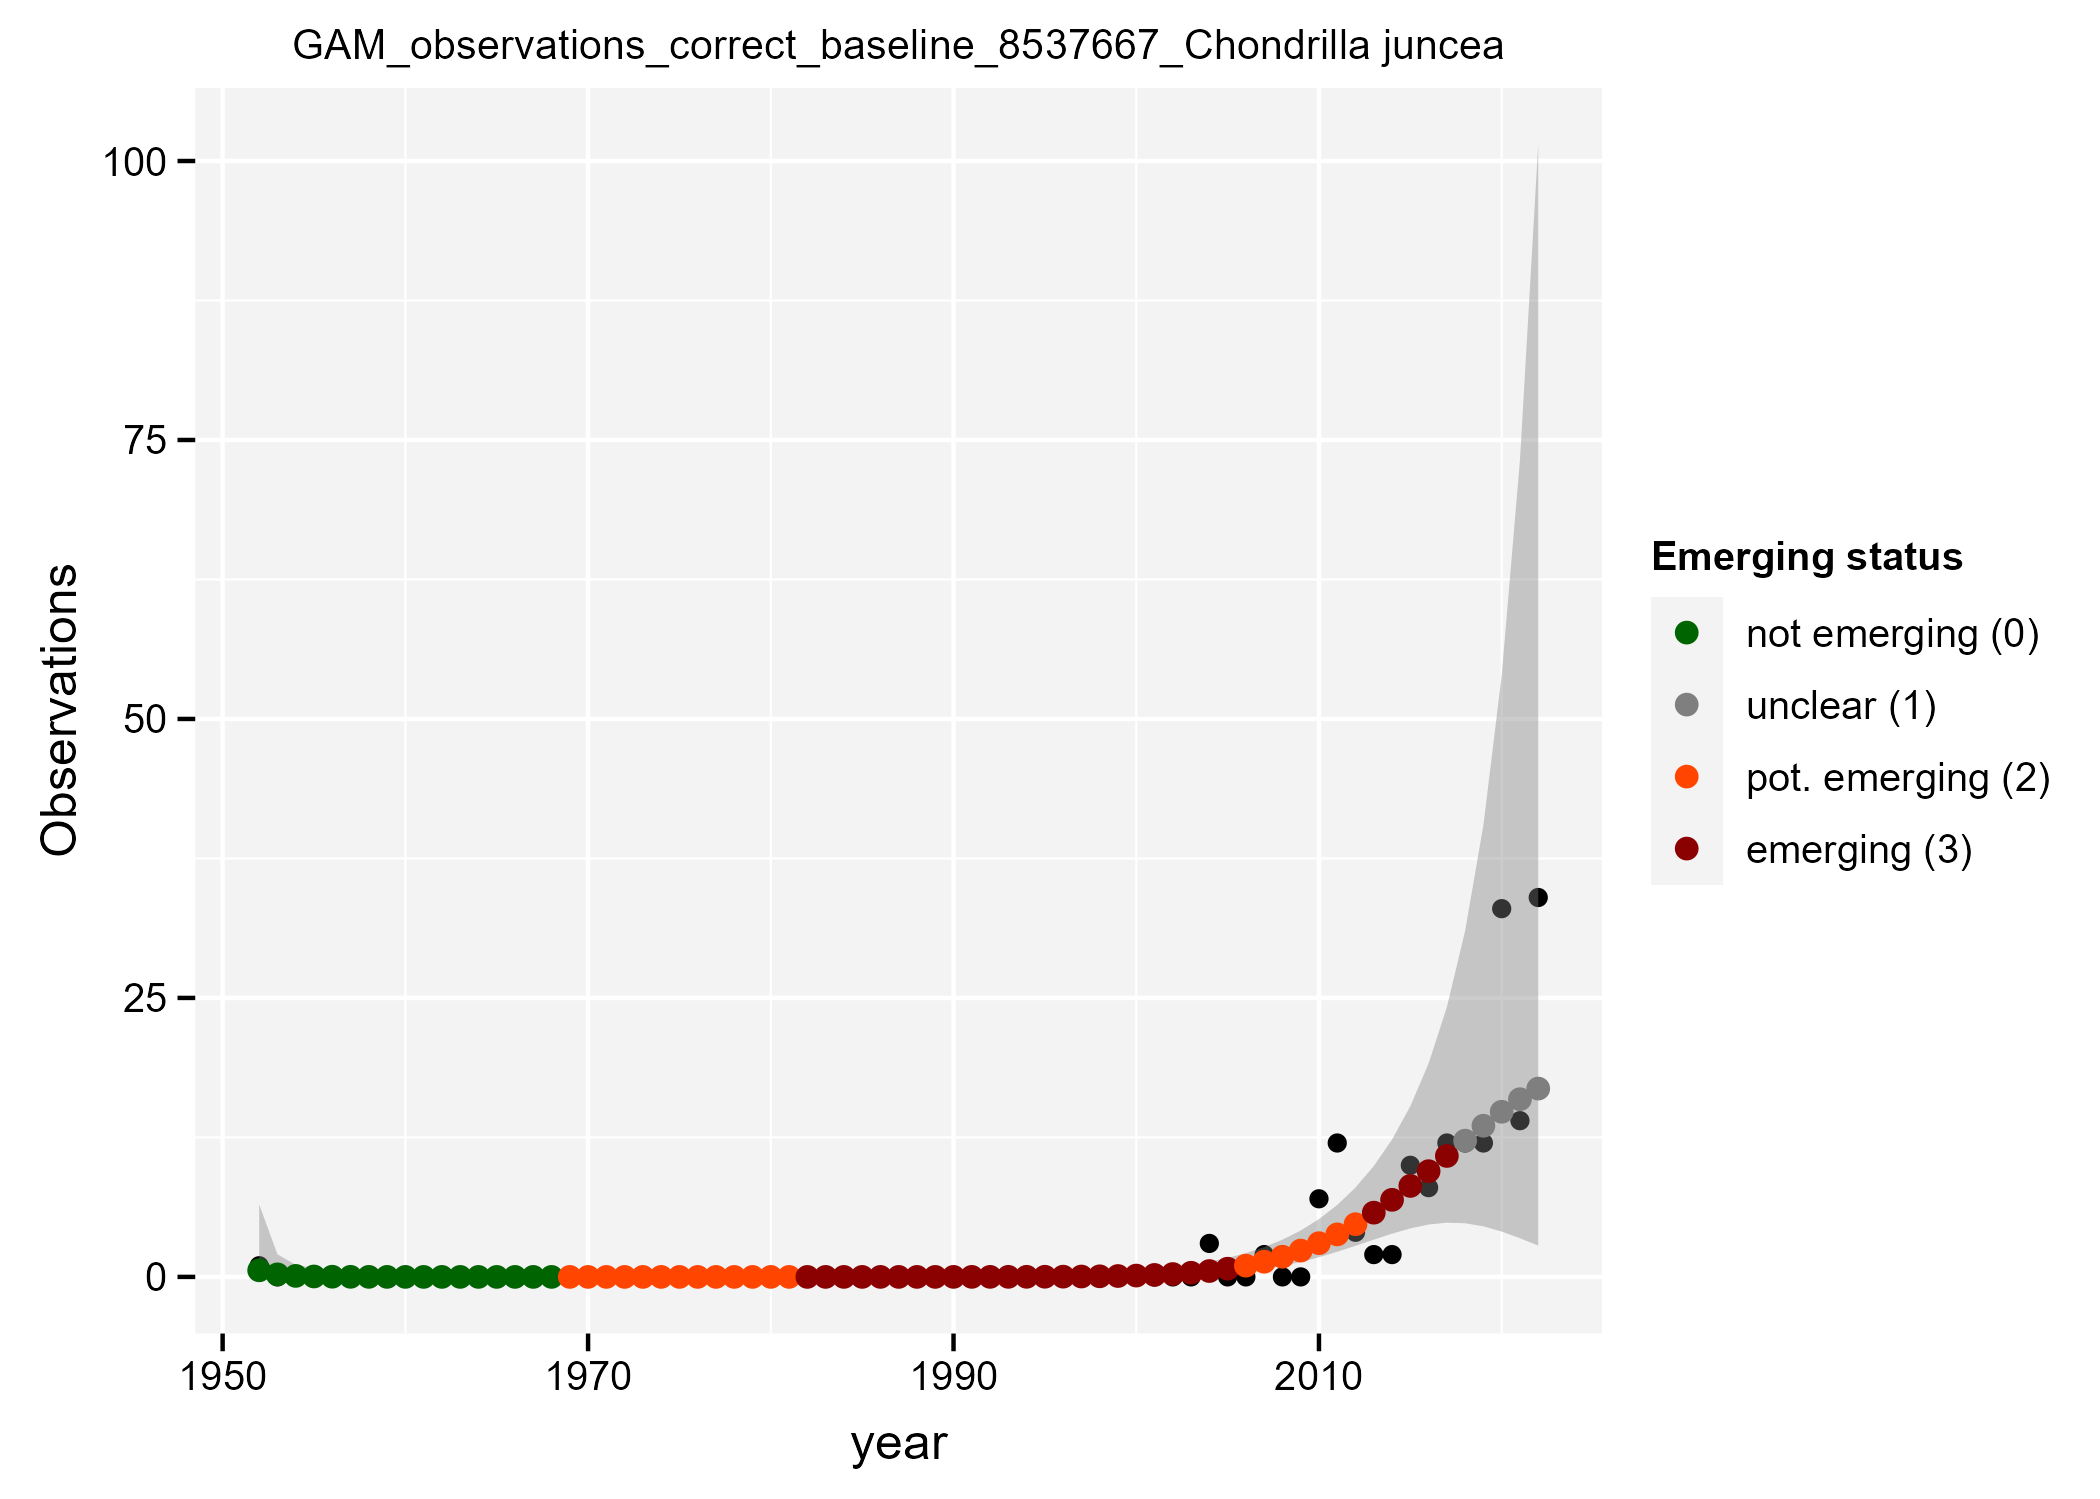 GAM_observations_correct_baseline_8537667_Chondrilla juncea
100
75
50
25
0
Observations
1950
1970
1990
2010
year
Emerging status
not emerging (0)
unclear (1)
pot. emerging (2)
emerging (3)